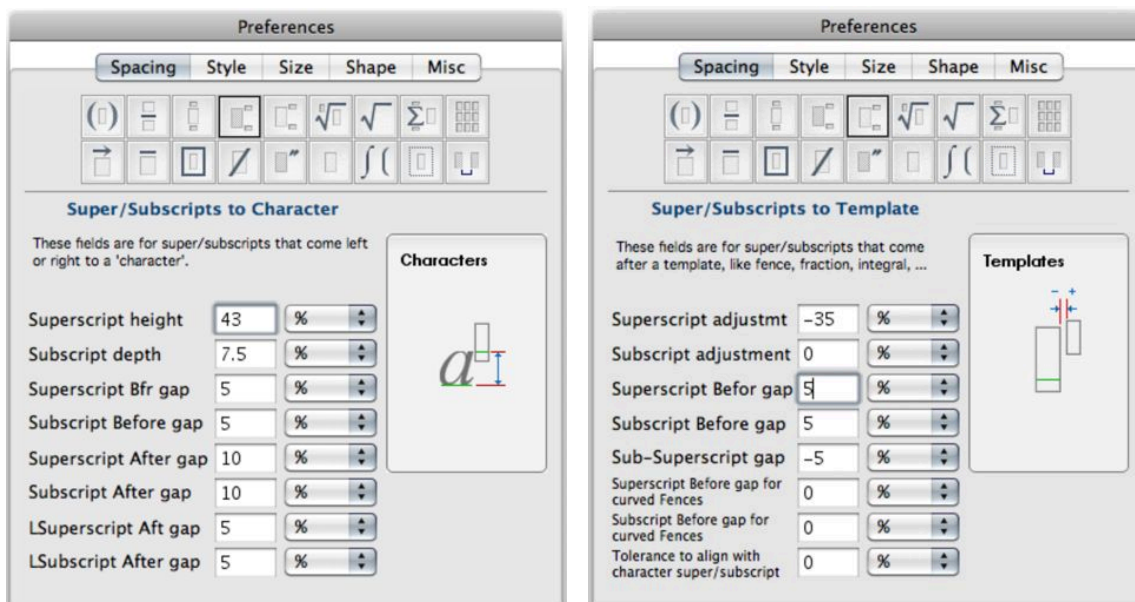 Preferences
Spacing Style Size Shape Misc
Super/Subscripts to Character
These fields are for super/subscripts that come left
or right to a 'character'.
Characters
Superscript height 43 %
Subscript depth 7.5 %
Superscript Bfr gap 5 %
Subscript Before gap 5 %
Superscript After gap 10 %
Subscript After gap 10 %
LSuperscript Aft gap 5 %
LSubscript After gap 5 %
a
Preferences
Spacing Style Size Shape Misc
Super/Subscripts to Template
These fields are for super/subscripts that come
after a template, like fence, fraction, integral, ...
Templates
- +
Superscript adjustmt -35 %
Subscript adjustment 0 %
Superscript Befor gap 5 %
Subscript Before gap 5 %
Sub-Superscript gap -5 %
Superscript Before gap for
curved Fences 0 %
Subscript Before gap for
curved Fences 0 %
Tolerance to align with
character super/subscript 0 %